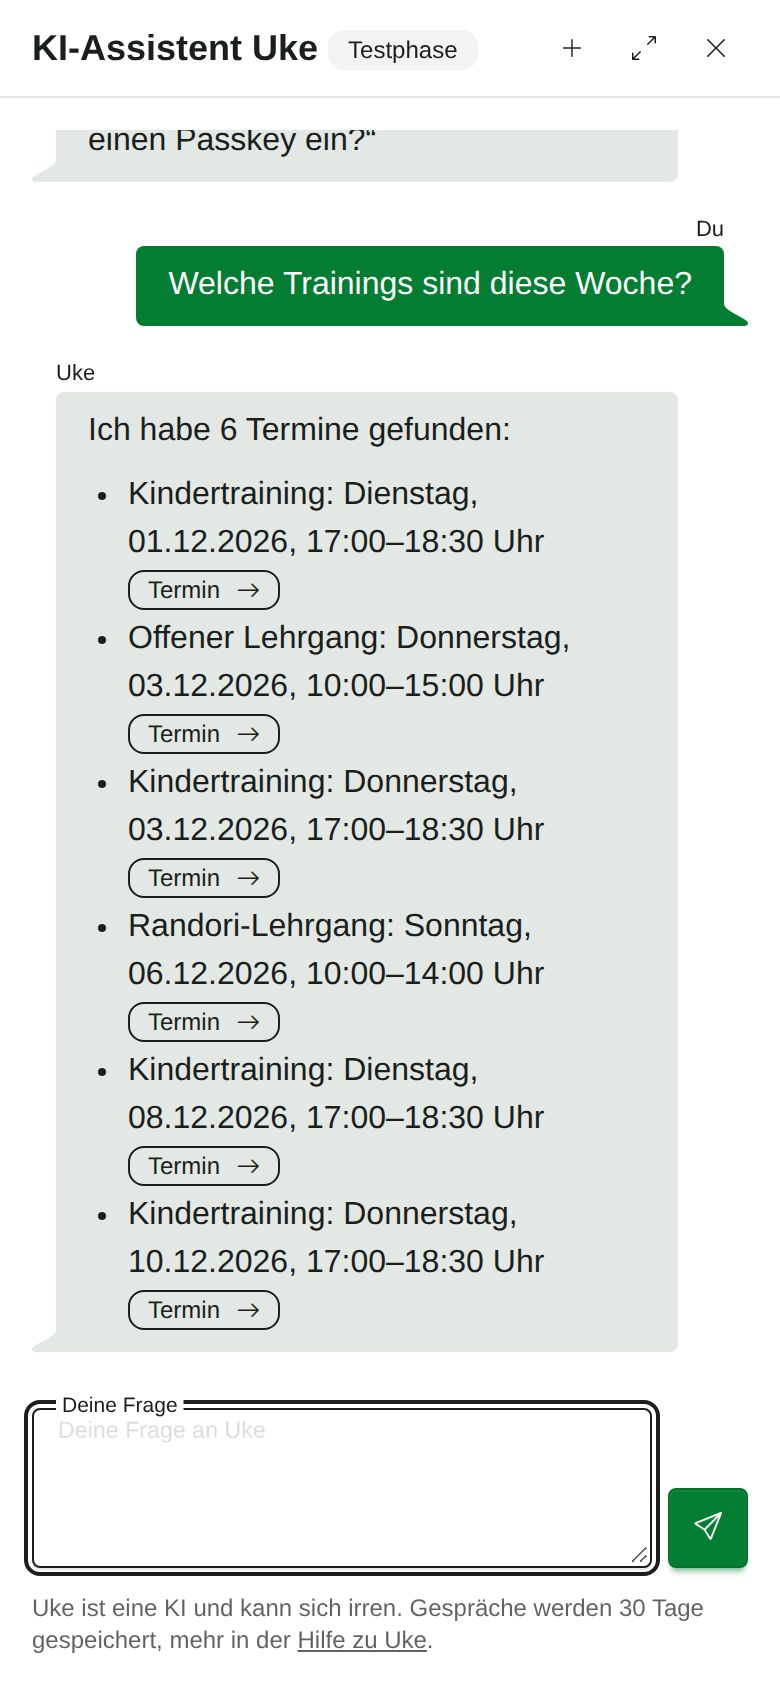 KI-Assistent Uke Testphase
einen Passkey ein?“
Du
Welche Trainings sind diese Woche?
Uke
Ich habe 6 Termine gefunden:
Kindertraining: Dienstag,
01.12.2026, 17:00–18:30 Uhr
Termin
Offener Lehrgang: Donnerstag,
03.12.2026, 10:00–15:00 Uhr
Termin
Kindertraining: Donnerstag,
03.12.2026, 17:00–18:30 Uhr
Termin
Randori-Lehrgang: Sonntag,
06.12.2026, 10:00–14:00 Uhr
Termin
Kindertraining: Dienstag,
08.12.2026, 17:00–18:30 Uhr
Termin
Kindertraining: Donnerstag,
10.12.2026, 17:00–18:30 Uhr
Termin
Deine Frage
Deine Frage an Uke
Uke ist eine KI und kann sich irren. Gespräche werden 30 Tage
gespeichert, mehr in der Hilfe zu Uke.